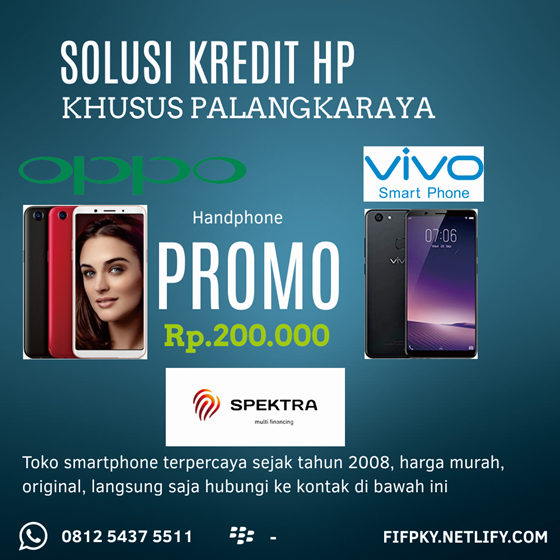 SOLUSI KREDIT HP
KHUSUS PALANGKARAYA
oppo
vivo
Smart Phone
Handphone
PROMO
Rp.200.000
07:06
vivo
SPEKTRA
multi financing
Toko smartphone terpercaya sejak tahun 2008, harga murah,
original, langsung saja hubungi ke kontak di bawah ini
0812 5437 5511
-
FIFPKY.NETLIFY.COM